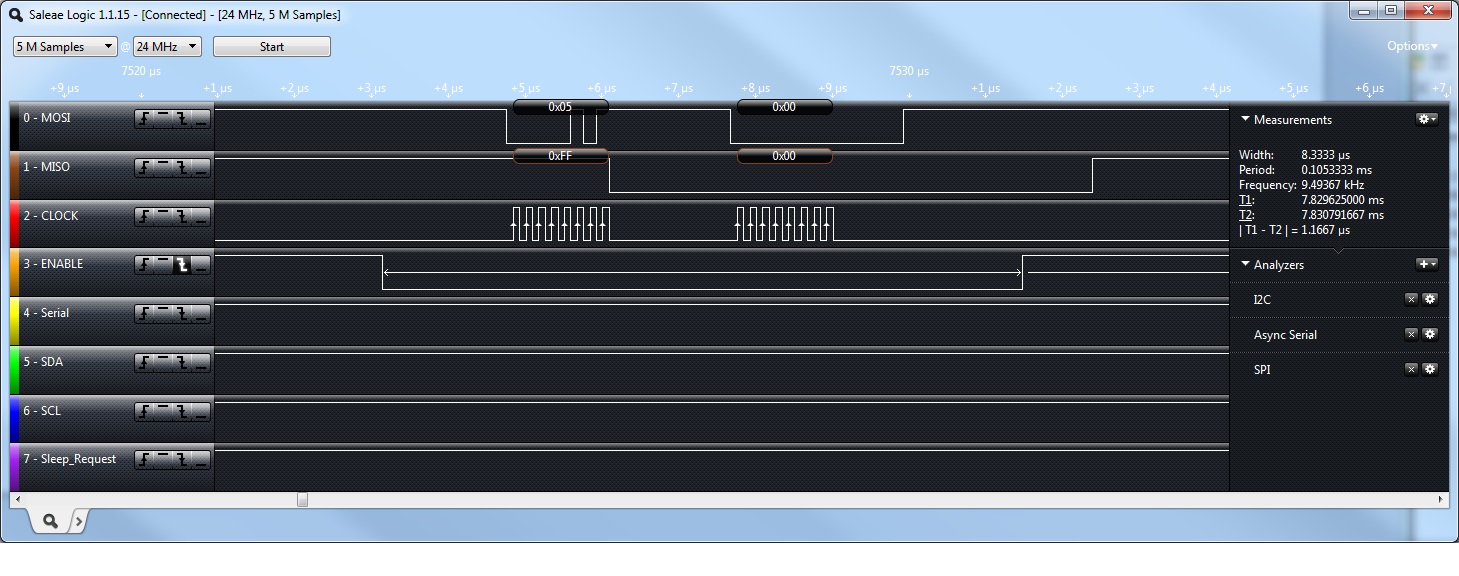 Saleae Logic 1.1.15 - [Connected] - [24 MHz, 5 M Samples]
5 M Samples @ 24 MHz Start Options
7520 µs 7530 µs
+9 µs +1 µs +2 µs +3 µs +4 µs +5 µs +6 µs +7 µs +8 µs +9 µs +1 µs +2 µs +3 µs +4 µs +5 µs +6 µs +7
0 - MOSI 0x05 0x00
1 - MISO 0xFF 0x00
2 - CLOCK
3 - ENABLE
4 - Serial
5 - SDA
6 - SCL
7 - Sleep_Request
Measurements
Width: 8.3333 µs
Period: 0.1053333 ms
Frequency: 9.49367 kHz
T1: 7.829625000 ms
T2: 7.830791667 ms
| T1 - T2 | = 1.1667 µs
Analyzers
I2C
Async Serial
SPI